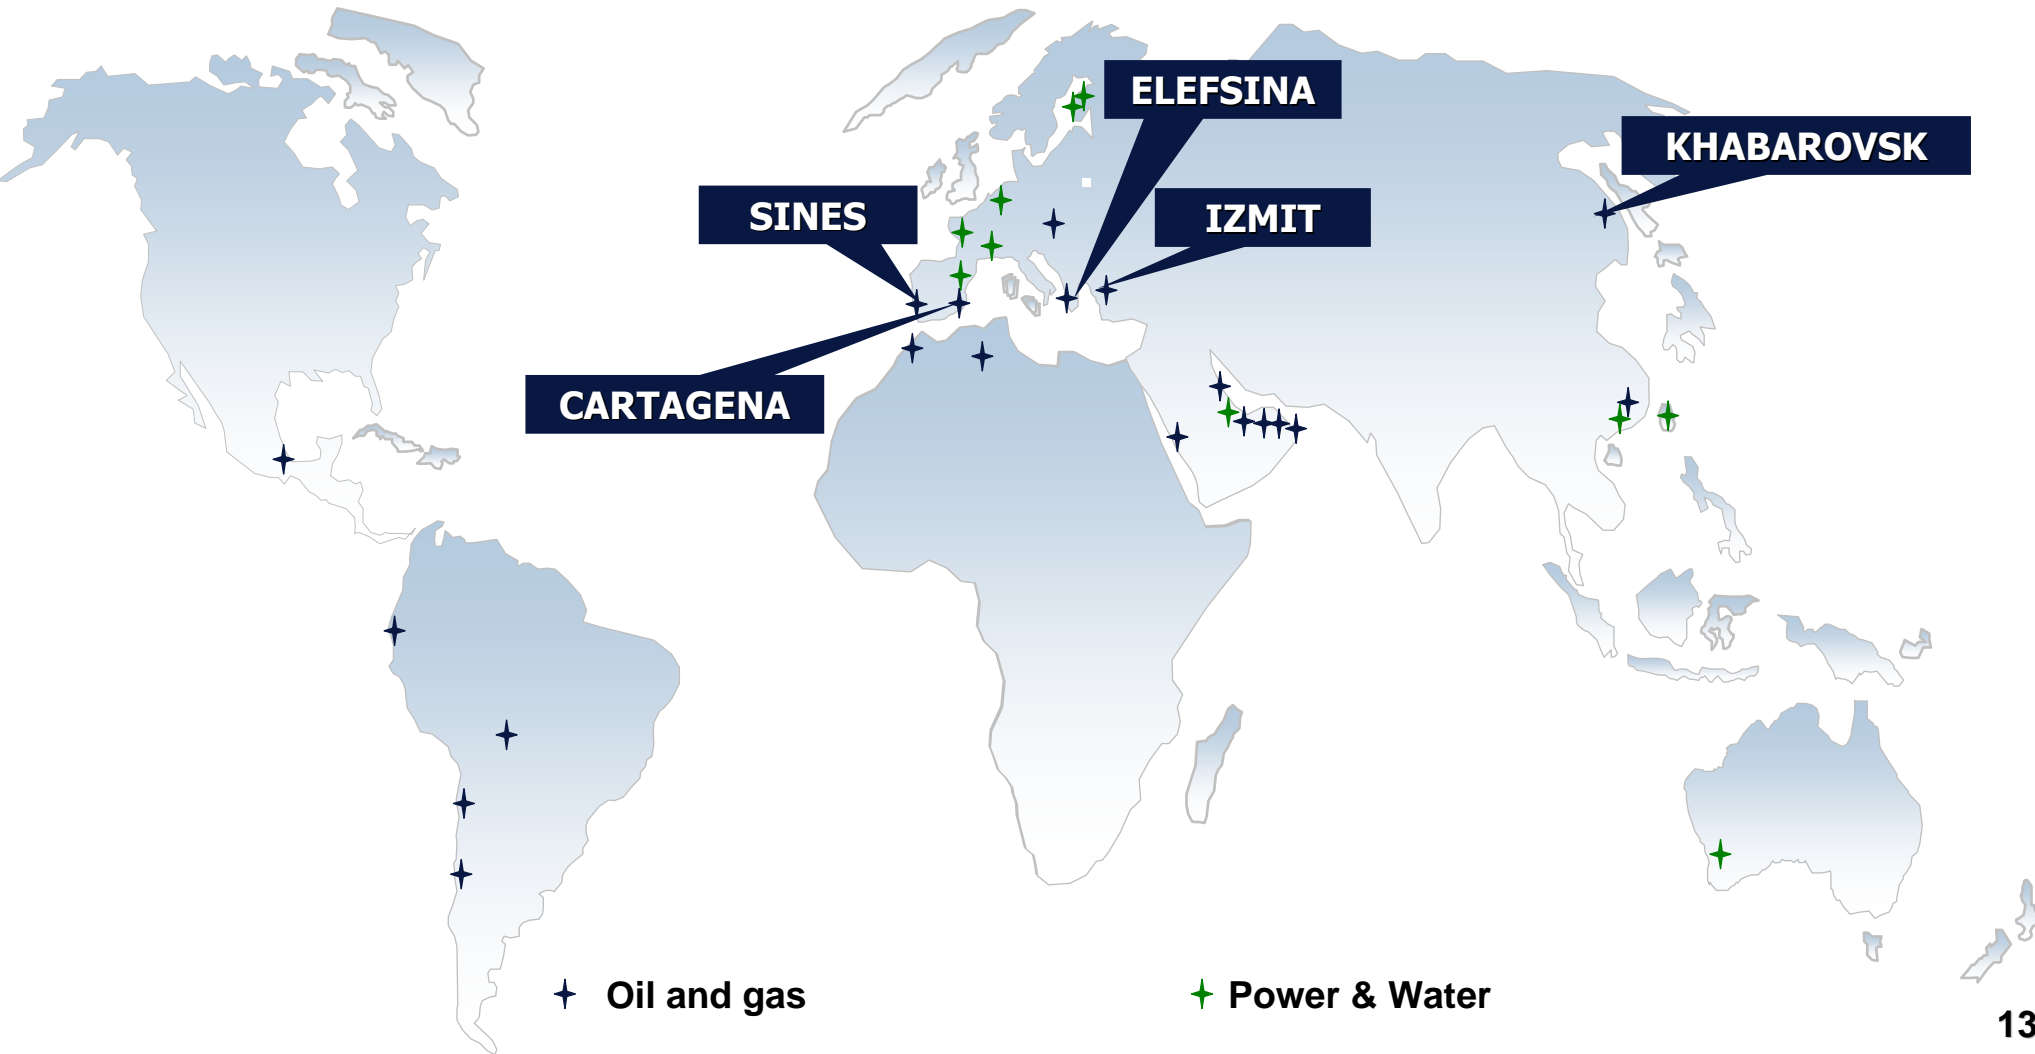 ELEFSINA
KHABAROVSK
SINES
IZMIT
CARTAGENA
Oil and gas
Power & Water
13